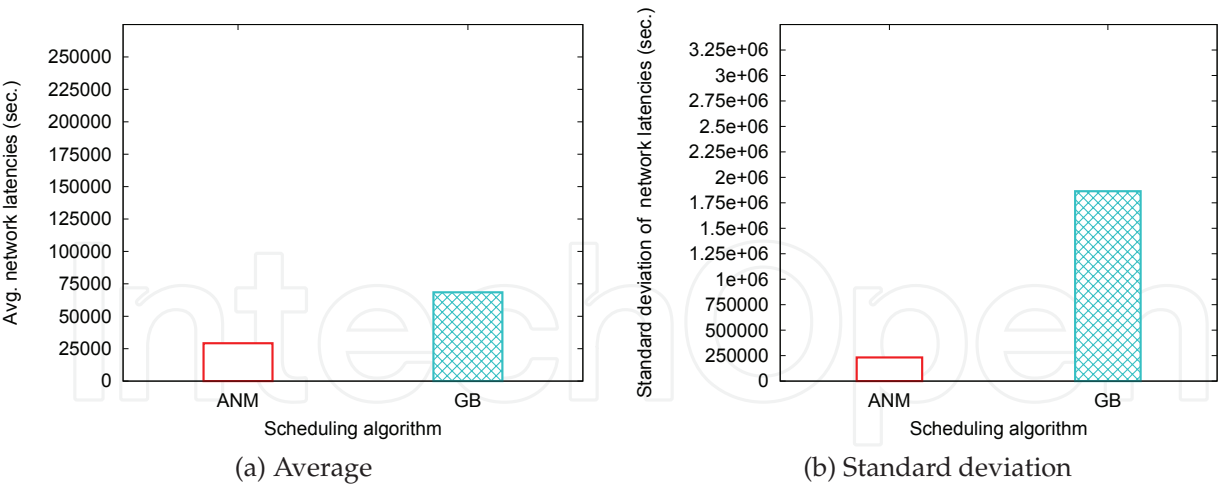 Avg. network latencies (sec.)
250000
225000
200000
175000
150000
125000
100000
75000
50000
25000
0
ANM
GB
Scheduling algorithm
(a) Average
Standard deviation of network latencies (sec.)
3.25e+06
3e+06
2.75e+06
2.5e+06
2.25e+06
2e+06
1.75e+06
1.5e+06
1.25e+06
1e+06
750000
500000
250000
0
ANM
GB
Scheduling algorithm
(b) Standard deviation
IntechOpen